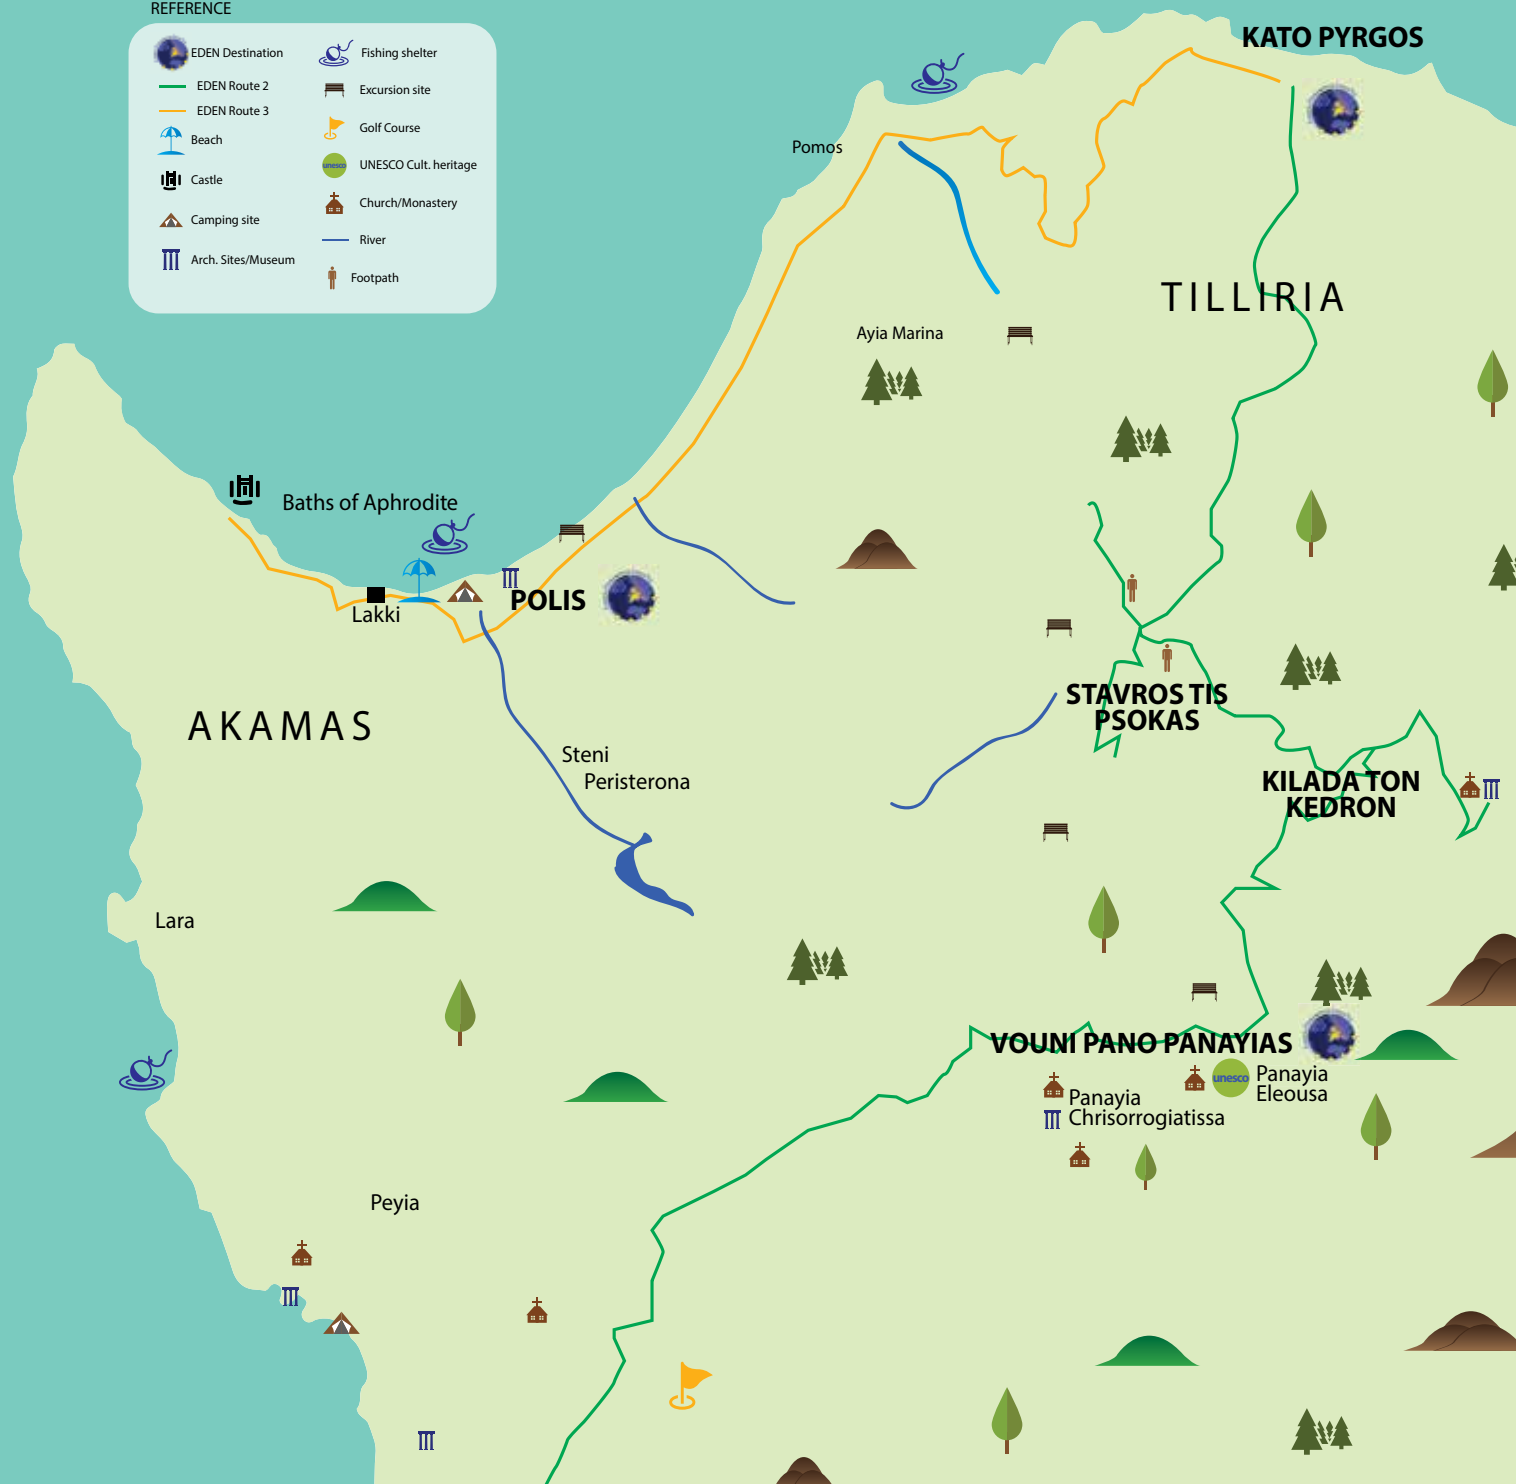 REFERENCE
EDEN Destination
EDEN Route 2
EDEN Route 3
Beach
Castle
Camping site
Arch. Sites/Museum
Fishing shelter
Excursion site
Golf Course
unesco
UNESCO Cult. heritage
Church/Monastery
River
Footpath
KATO PYRGOS
Pomos
TILLIRIA
Ayia Marina
Baths of Aphrodite
POLIS
Lakki
STAVROS TIS
PSOKAS
AKAMAS
Steni
Peristerona
KILADA TON
KEDRON
Lara
VOUNI PANO PANAYIAS
unesco
Panayia
Eleousa
Panayia
Chrisorrogiatissa
Peyia